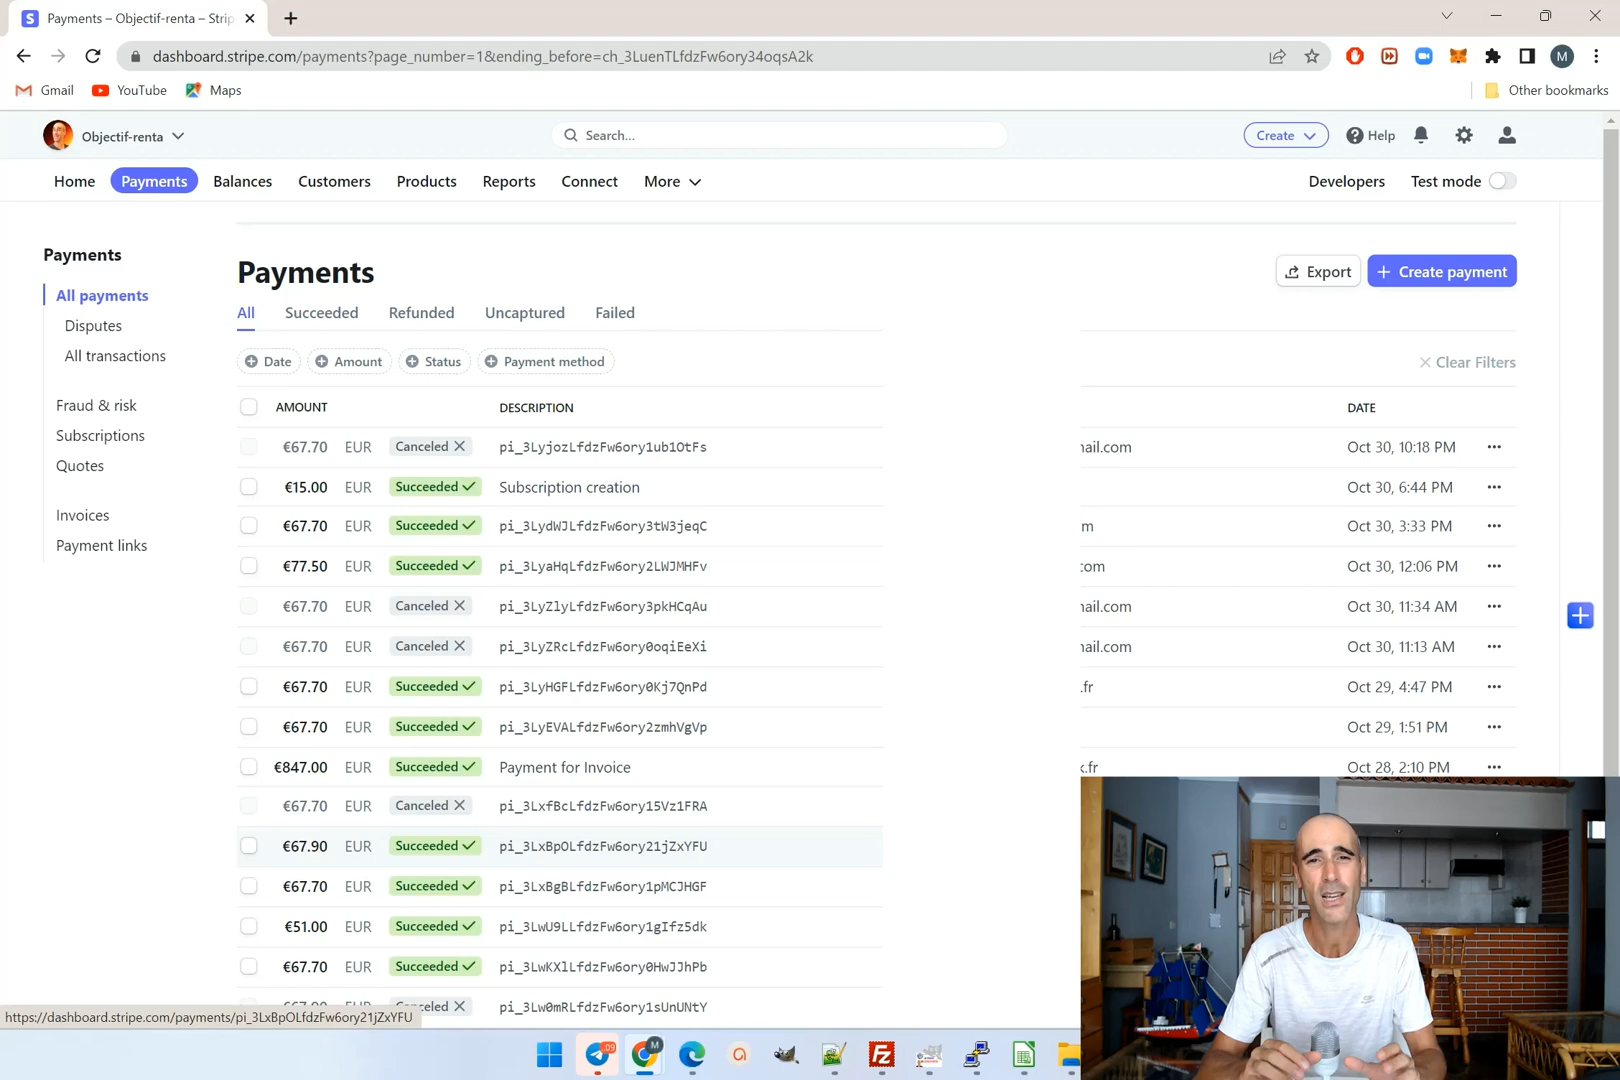 Payments – Objectif-renta – Strip
dashboard.stripe.com/payments?page_number=1&ending_before=ch_3LuenTLfdzFw6ory34oqsA2k
Gmail YouTube Maps Other bookmarks
Objectif-renta Search... Create Help
Home Payments Balances Customers Products Reports Connect More Developers Test mode
Payments
All payments
Disputes
All transactions
Fraud & risk
Subscriptions
Quotes
Invoices
Payment links
Payments Export Create payment
All Succeeded Refunded Uncaptured Failed
Date Amount Status Payment method Clear Filters
AMOUNT DESCRIPTION DATE
€67.70 EUR Canceled pi_3LyjozLfdzFw6ory1ub1OtFs ail.com Oct 30, 10:18 PM
€15.00 EUR Succeeded Subscription creation Oct 30, 6:44 PM
€67.70 EUR Succeeded pi_3LydWJLfdzFw6ory3tW3jeqC m Oct 30, 3:33 PM
€77.50 EUR Succeeded pi_3LyaHqLfdzFw6ory2LWJMHFv com Oct 30, 12:06 PM
€67.70 EUR Canceled pi_3LyZlyLfdzFw6ory3pkHCqAu ail.com Oct 30, 11:34 AM
€67.70 EUR Canceled pi_3LyZRcLfdzFw6ory0oqiEeXi ail.com Oct 30, 11:13 AM
€67.70 EUR Succeeded pi_3LyHGFLfdzFw6ory0Kj7QnPd .fr Oct 29, 4:47 PM
€67.70 EUR Succeeded pi_3LyEVALfdzFw6ory2zmhVgVp Oct 29, 1:51 PM
€847.00 EUR Succeeded Payment for Invoice .fr Oct 28, 2:10 PM
€67.70 EUR Canceled pi_3LxfBcLfdzFw6ory15Vz1FRA
€67.90 EUR Succeeded pi_3LxBpOLfdzFw6ory21jZxYFU
€67.70 EUR Succeeded pi_3LxBgBLfdzFw6ory1pMCJHGF
€51.00 EUR Succeeded pi_3LwU9LLfdzFw6ory1gIfz5dk
€67.70 EUR Succeeded pi_3LwKXlLfdzFw6ory0HwJJhPb
€67.90 EUR Canceled pi_3Lw0mRLfdzFw6ory1sUnUNtY
https://dashboard.stripe.com/payments/pi_3LxBpOLfdzFw6ory21jZxYFU